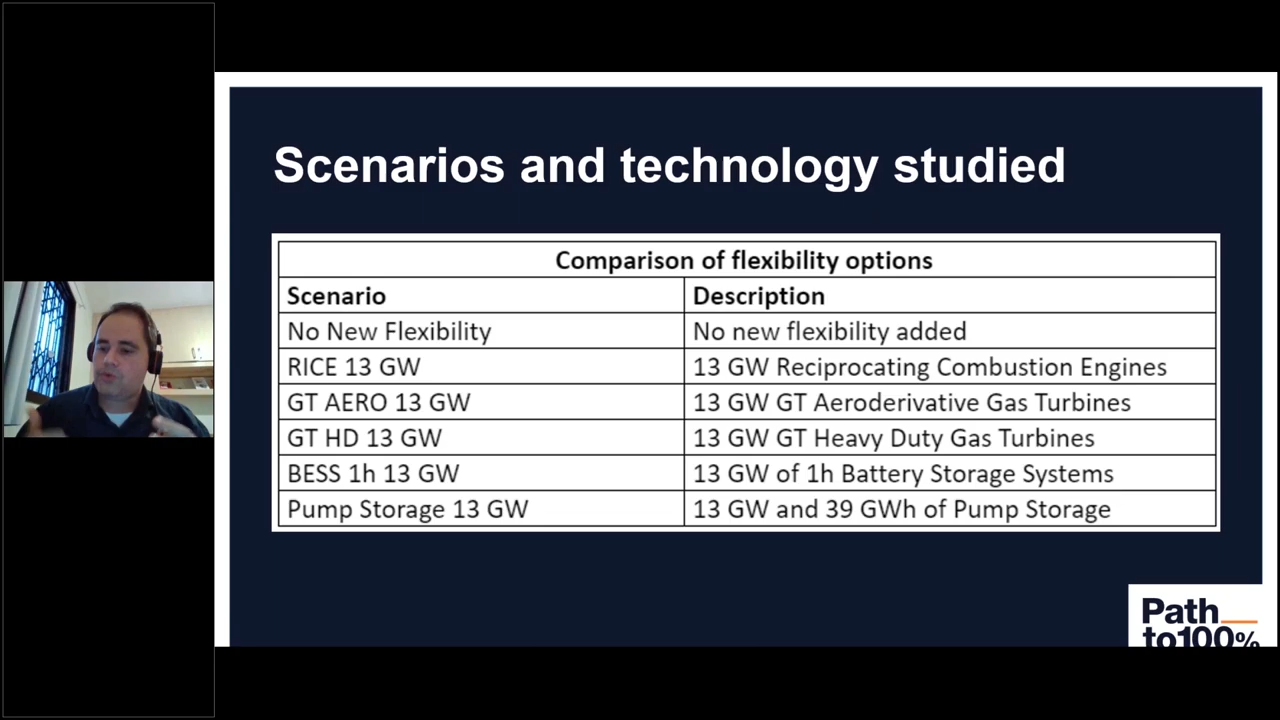 Scenarios and technology studied
Comparison of flexibility options
Scenario Description
No New Flexibility No new flexibility added
RICE 13 GW 13 GW Reciprocating Combustion Engines
GT AERO 13 GW 13 GW GT Aeroderivative Gas Turbines
GT HD 13 GW 13 GW GT Heavy Duty Gas Turbines
BESS 1h 13 GW 13 GW of 1h Battery Storage Systems
Pump Storage 13 GW 13 GW and 39 GWh of Pump Storage
Path
to100%